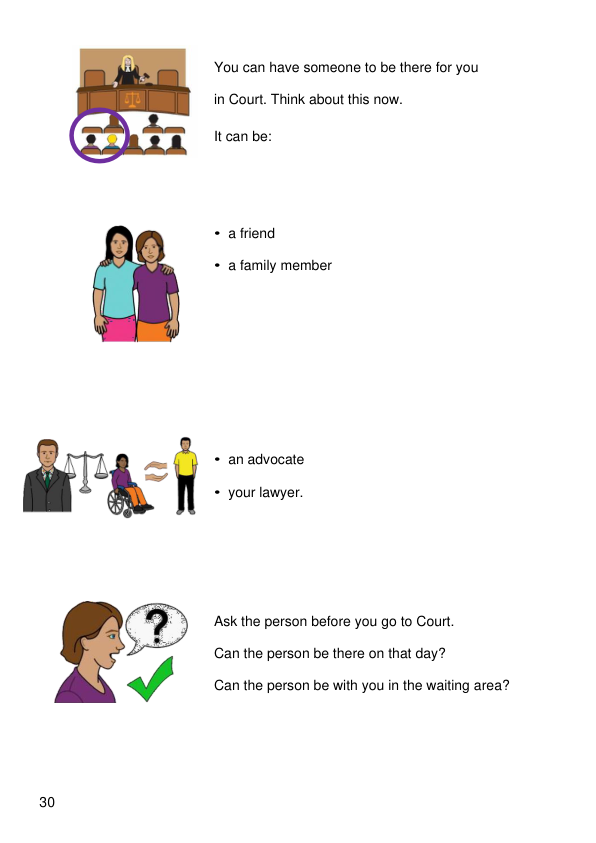 You can have someone to be there for you
in Court. Think about this now.
It can be:
• a friend
• a family member
• an advocate
• your lawyer.
?
Ask the person before you go to Court.
Can the person be there on that day?
Can the person be with you in the waiting area?
30